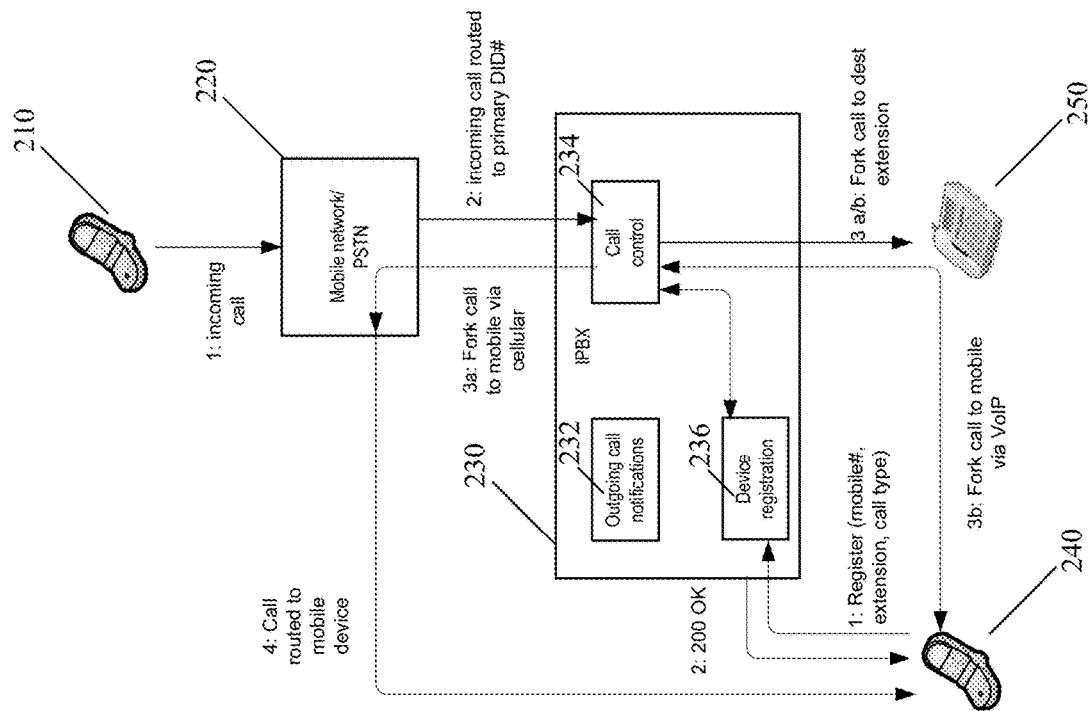 210
220
1: incoming
call
Mobile network/
PSTN
2: incoming call routed
to primary DID#
3a: Fork call
to mobile via
cellular
4: Call
routed to
mobile
device
230
IPBX
232
Outgoing call
notifications
234
Call
control
236
Device
registration
2: 200 OK
1: Register (mobile#,
extension, call type)
3b: Fork call to mobile
via VoIP
3 a/b: Fork call to dest
extension
240
250